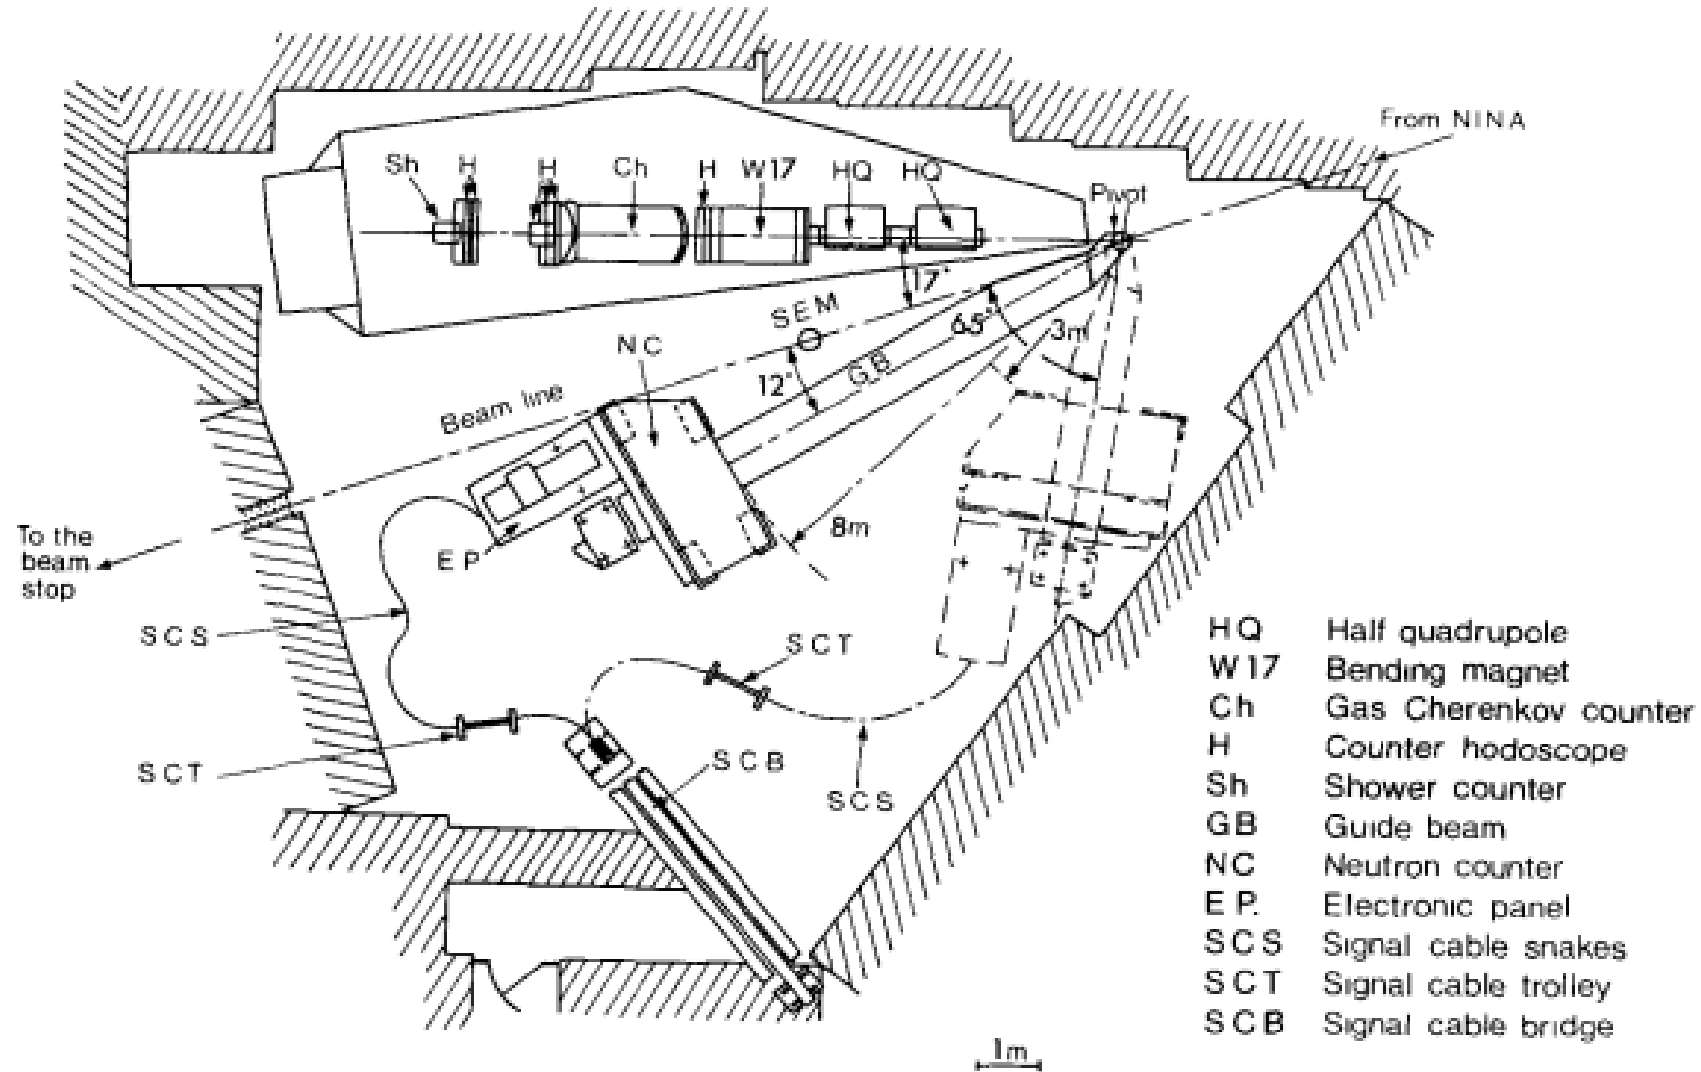 From NINA
Sh
H
H
Ch
H
W17
HQ
HQ
Pivot
17°
SEM
65°
3m
NC
GB
12°
Beam line
8m
To the
beam
stop
E P
SCS
SCT
SCT
SCB
SCS
HQ Half quadrupole
W17 Bending magnet
Ch Gas Cherenkov counter
H Counter hodoscope
Sh Shower counter
GB Guide beam
NC Neutron counter
E P. Electronic panel
SCS Signal cable snakes
SCT Signal cable trolley
SCB Signal cable bridge
1m